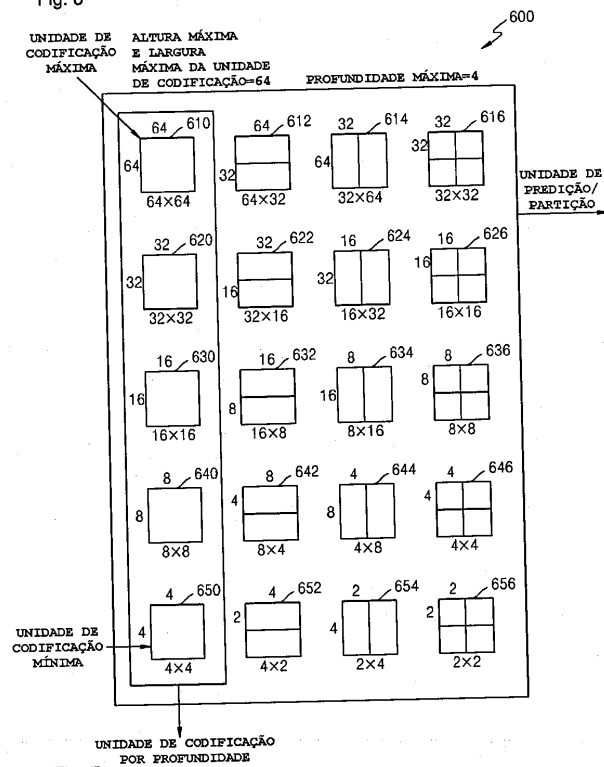 Fig. 6
600
UNIDADE DE
CODIFICAÇÃO
MÁXIMA
ALTURA MÁXIMA
E LARGURA
MÁXIMA DA UNIDADE
DE CODIFICAÇÃO=64
PROFUNDIDADE MÁXIMA=4
64 610 64 612 32 614 32 616
64 32 64 32
64×64 64×32 32×64 32×32
UNIDADE DE
PREDIÇÃO/
PARTIÇÃO
32 620 32 622 16 624 16 626
32 16 32 16
32×32 32×16 16×32 16×16
16 630 16 632 8 634 8 636
16 8 16 8
16×16 16×8 8×16 8×8
8 640 8 642 4 644 4 646
8 4 8 4
8×8 8×4 4×8 4×4
4 650 4 652 2 654 2 656
4 2 4 2
4×4 4×2 2×4 2×2
UNIDADE DE
CODIFICAÇÃO
MÍNIMA
UNIDADE DE CODIFICAÇÃO
POR PROFUNDIDADE